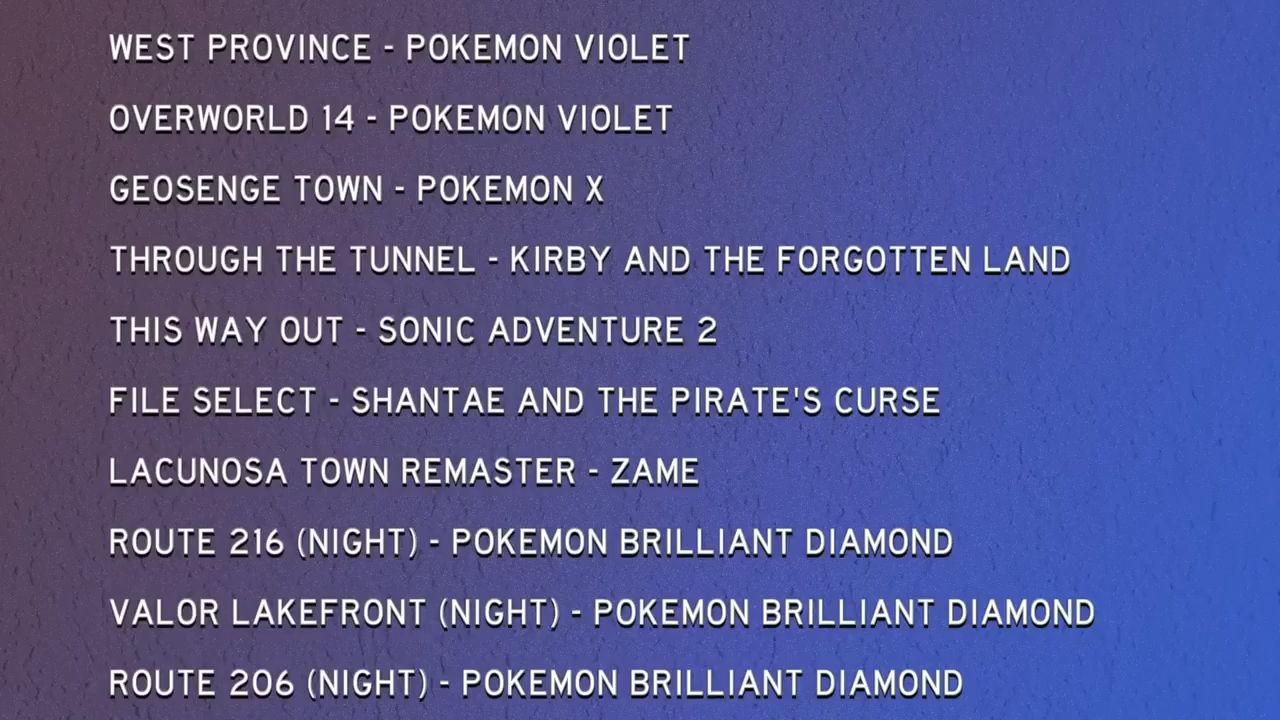 WEST PROVINCE - POKEMON VIOLET
OVERWORLD 14 - POKEMON VIOLET
GEOSENGE TOWN - POKEMON X
THROUGH THE TUNNEL - KIRBY AND THE FORGOTTEN LAND
THIS WAY OUT - SONIC ADVENTURE 2
FILE SELECT - SHANTAE AND THE PIRATE'S CURSE
LACUNOSA TOWN REMASTER - ZAME
ROUTE 216 (NIGHT) - POKEMON BRILLIANT DIAMOND
VALOR LAKEFRONT (NIGHT) - POKEMON BRILLIANT DIAMOND
ROUTE 206 (NIGHT) - POKEMON BRILLIANT DIAMOND